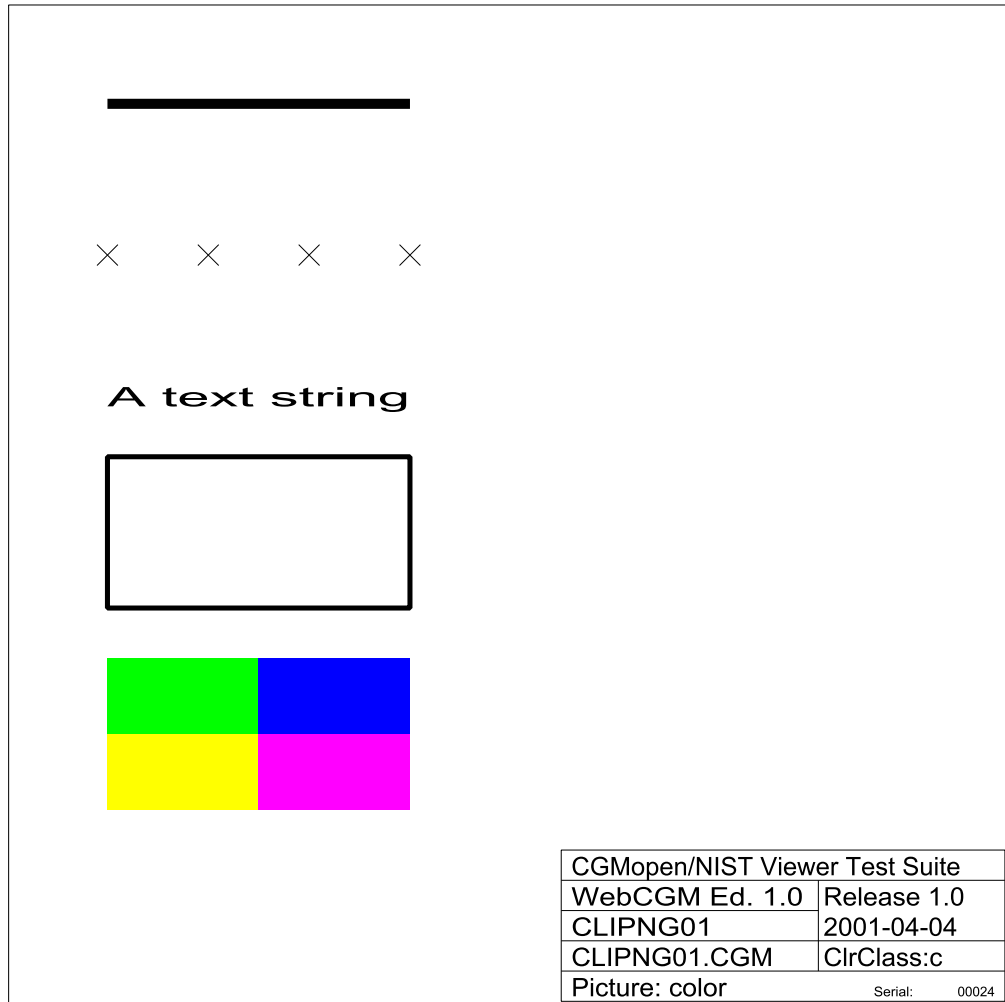 A text string
CGMopen/NIST Viewer Test Suite
WebCGM Ed. 1.0 Release 1.0
CLIPNG01 2001-04-04
CLIPNG01.CGM ClrClass:c
Picture: color Serial: 00024